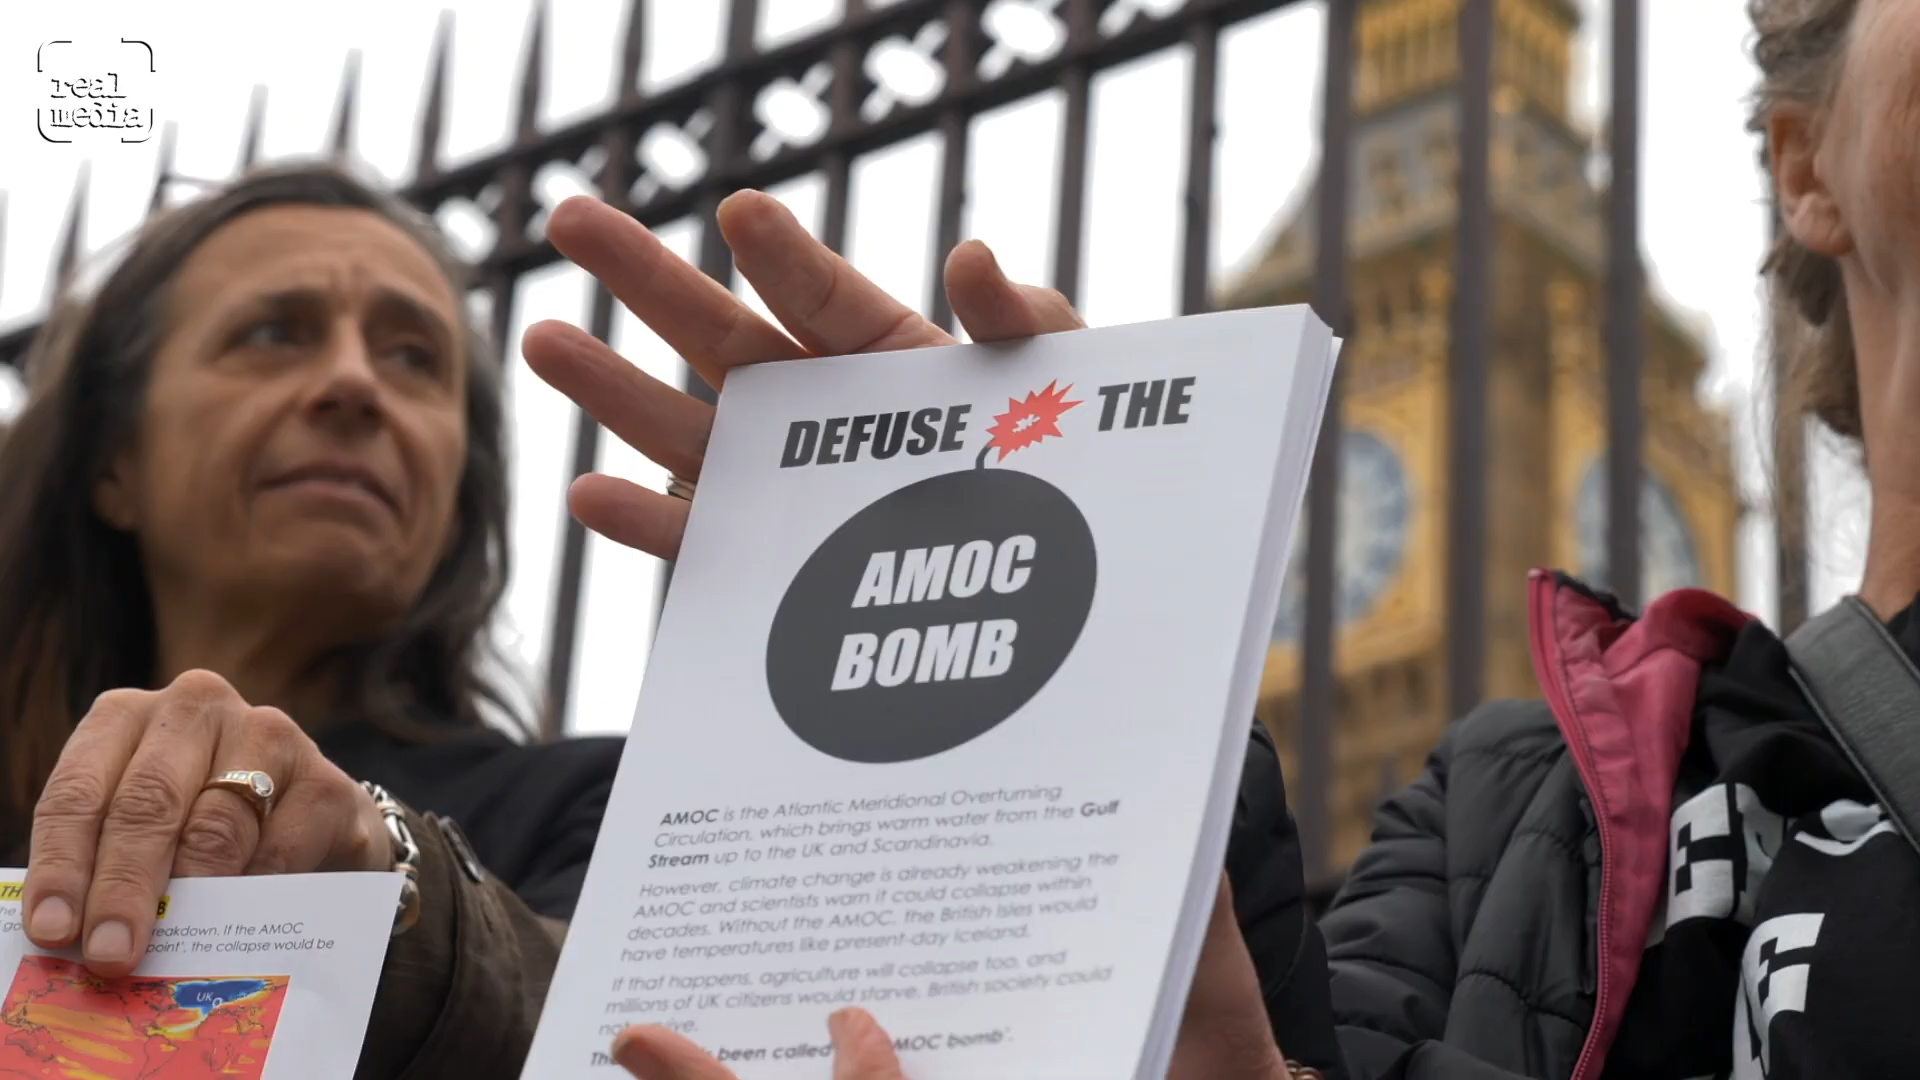 real
media
DEFUSE THE
AMOC
BOMB
AMOC is the Atlantic Meridional Overturning
Circulation, which brings warm water from the Gulf
Stream up to the UK and Scandinavia.
However, climate change is already weakening the
AMOC and scientists warn it could collapse within
decades. Without the AMOC, the British Isles would
have temperatures like present-day Iceland.
If that happens, agriculture will collapse too, and
millions of UK citizens would starve. British society could
been called MOC bomb'.
TH B
the reakdown. If the AMOC
point', the collapse would be
UK